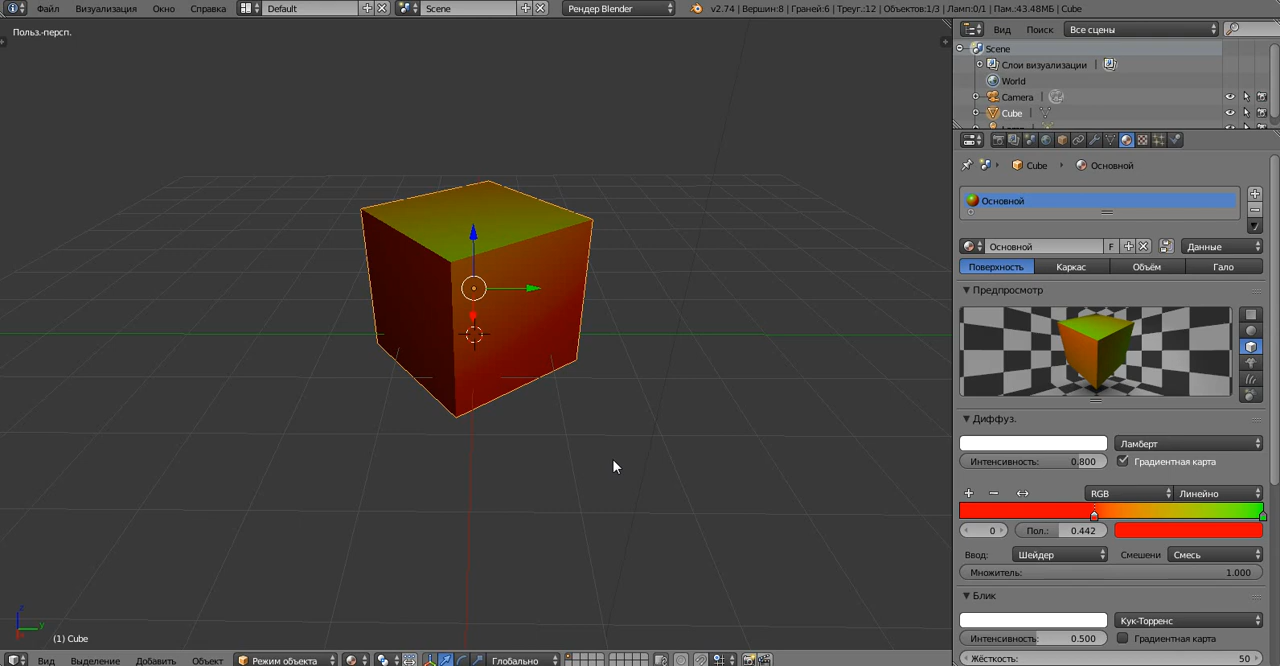 Файл Визуализация Окно Справка Default Scene Рендер Blender v2.74 | Вершин:8 | Граней:6 | Треуг.:12 | Объектов:1/3 | Ламп:0/1 | Пам.:43.48МБ | Cube
Польз.-персп.
Вид Поиск Все сцены
Scene
Слои визуализации
World
Camera
Cube
Cube Основной
Основной
Основной F Данные
Поверхность Каркас Объём Гало
Предпросмотр
Диффуз.
Ламберт
Интенсивность: 0.800 Градиентная карта
RGB Линейно
0 Пол.: 0.442
Ввод: Шейдер Смешени Смесь
Множитель: 1.000
Блик
Кук-Торренс
Интенсивность: 0.500 Градиентная карта
Жёсткость: 50
z
y
(1) Cube
Вид Выделение Добавить Объект Режим объекта Глобально